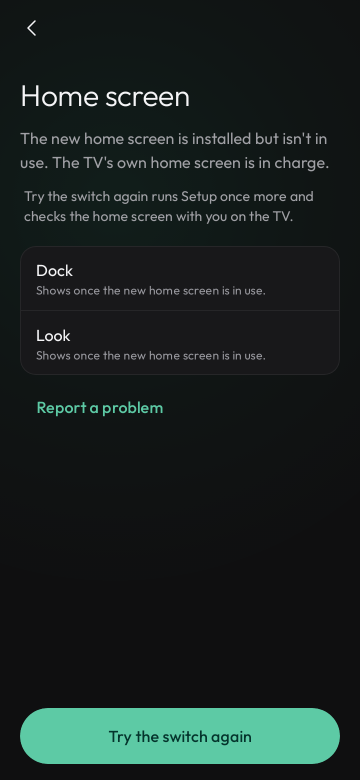 Home screen
The new home screen is installed but isn't in
use. The TV's own home screen is in charge.
Try the switch again runs Setup once more and
checks the home screen with you on the TV.
Dock
Shows once the new home screen is in use.
Look
Shows once the new home screen is in use.
Report a problem
Try the switch again